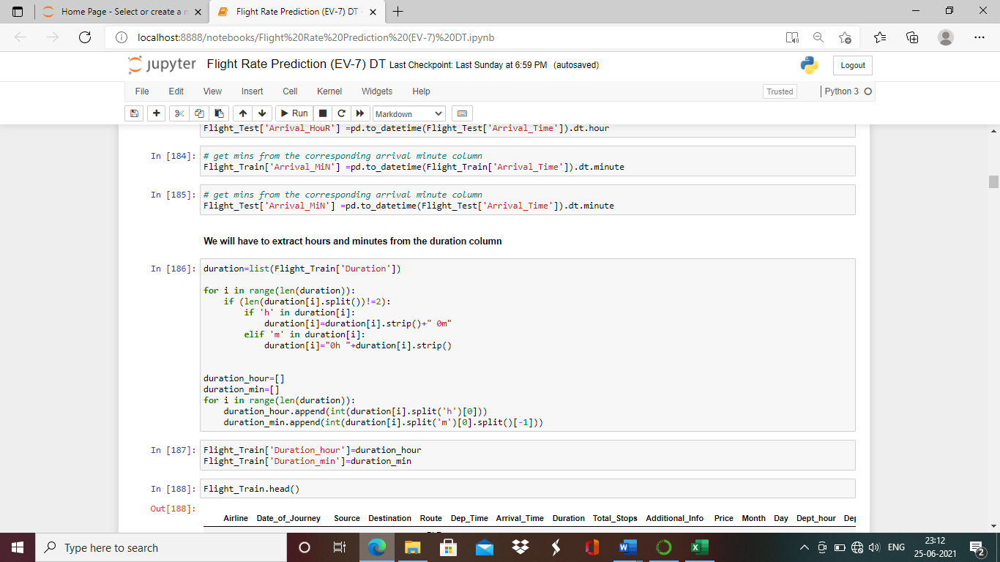 Home Page - Select or create a n
Flight Rate Prediction (EV-7) DT -
localhost:8888/notebooks/Flight%20Rate%20Prediction%20(EV-7)%20DT.ipynb
jupyter Flight Rate Prediction (EV-7) DT Last Checkpoint: Last Sunday at 6:59 PM (autosaved)
Logout
File Edit View Insert Cell Kernel Widgets Help
Trusted
Python 3
Run
Markdown
Flight_Test['Arrival_HouR'] =pd.to_datetime(Flight_Test['Arrival_Time']).dt.hour
In [184]: # get mins from the corresponding arrival minute column
Flight_Train['Arrival_MiN'] =pd.to_datetime(Flight_Train['Arrival_Time']).dt.minute
In [185]: # get mins from the corresponding arrival minute column
Flight_Test['Arrival_MiN'] =pd.to_datetime(Flight_Test['Arrival_Time']).dt.minute
We will have to extract hours and minutes from the duration column
In [186]: duration=list(Flight_Train['Duration'])
for i in range(len(duration)):
    if (len(duration[i].split())!=2):
        if 'h' in duration[i]:
            duration[i]=duration[i].strip()+" 0m"
        elif 'm' in duration[i]:
            duration[i]="0h "+duration[i].strip()
duration_hour=[]
duration_min=[]
for i in range(len(duration)):
    duration_hour.append(int(duration[i].split('h')[0]))
    duration_min.append(int(duration[i].split('m')[0].split()[-1]))
In [187]: Flight_Train['Duration_hour']=duration_hour
Flight_Train['Duration_min']=duration_min
In [188]: Flight_Train.head()
Out[188]:
Airline Date_of_Journey Source Destination Route Dep_Time Arrival_Time Duration Total_Stops Additional_Info Price Month Day Dept_hour Dep
Type here to search
ENG
23:12
25-06-2021
2